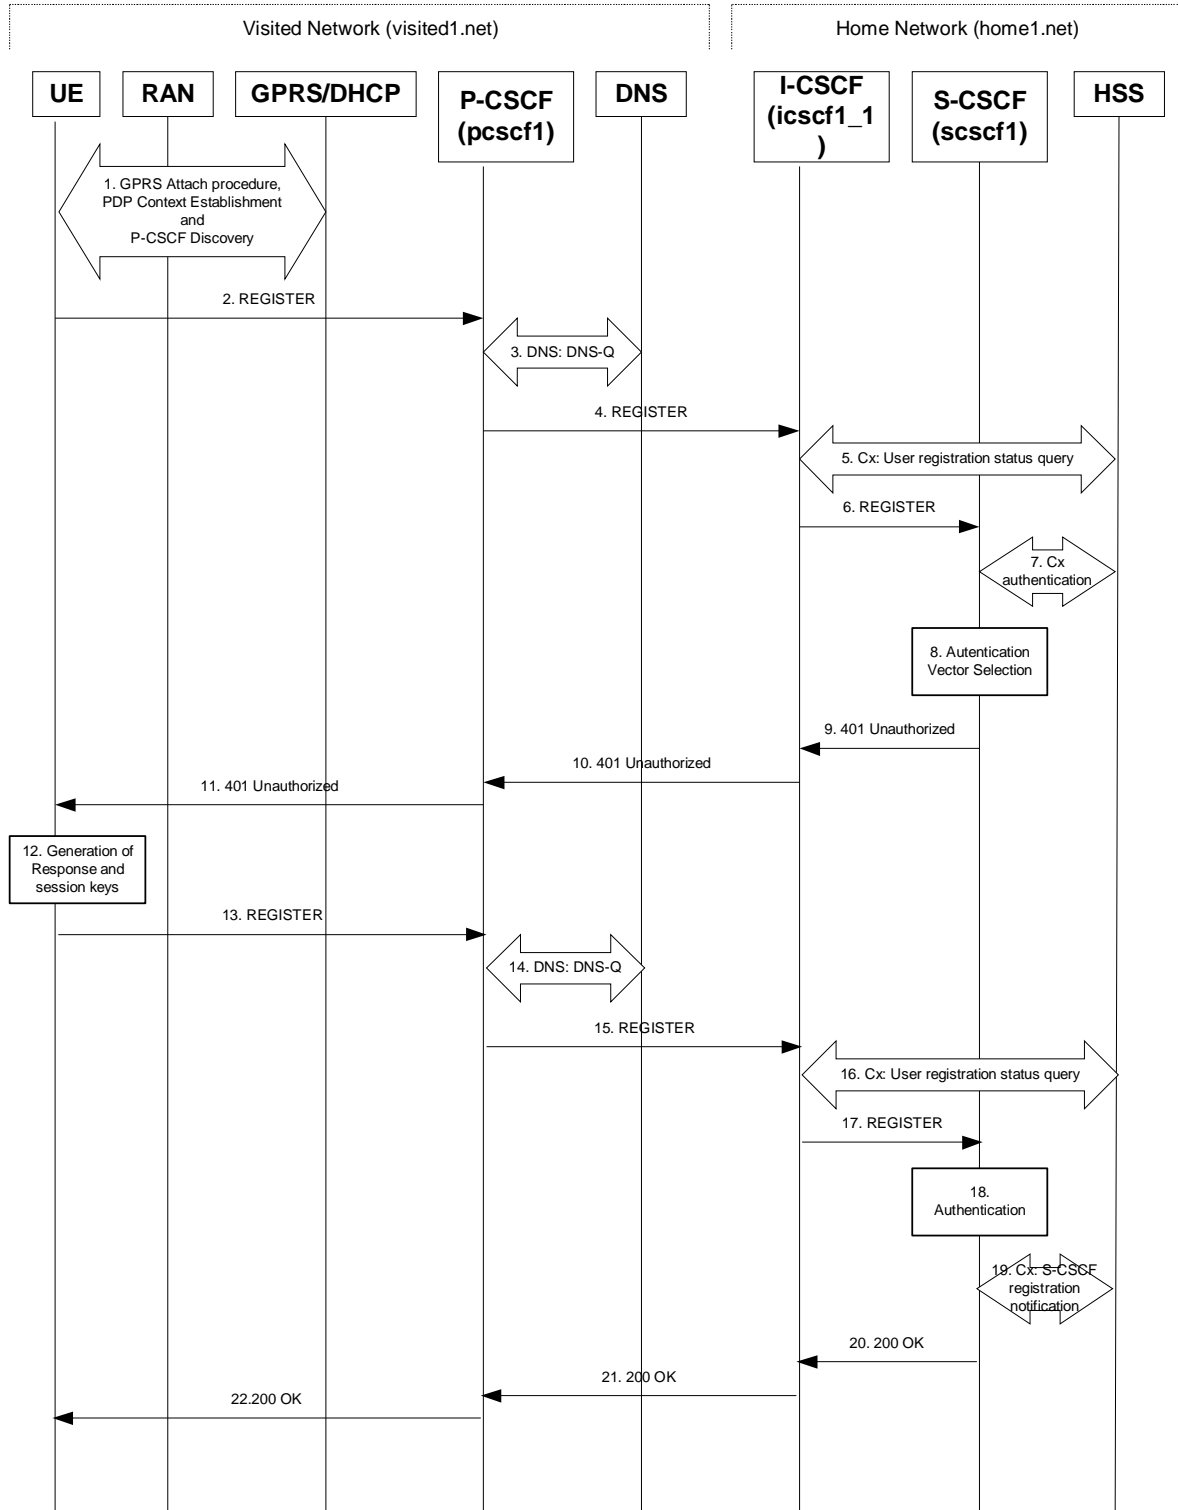 Visited Network (visited1.net)
Home Network (home1.net)
UE
RAN
GPRS/DHCP
P-CSCF
(pcscf1)
DNS
I-CSCF
(icscf1_1
)
S-CSCF
(scscf1)
HSS
1. GPRS Attach procedure,
PDP Context Establishment
and
P-CSCF Discovery
2. REGISTER
3. DNS: DNS-Q
4. REGISTER
5. Cx: User registration status query
6. REGISTER
7. Cx
authentication
8. Autentication
Vector Selection
9. 401 Unauthorized
10. 401 Unauthorized
11. 401 Unauthorized
12. Generation of
Response and
session keys
13. REGISTER
14. DNS: DNS-Q
15. REGISTER
16. Cx: User registration status query
17. REGISTER
18.
Authentication
19. Cx: S-CSCF
registration
notification
20. 200 OK
21. 200 OK
22.200 OK